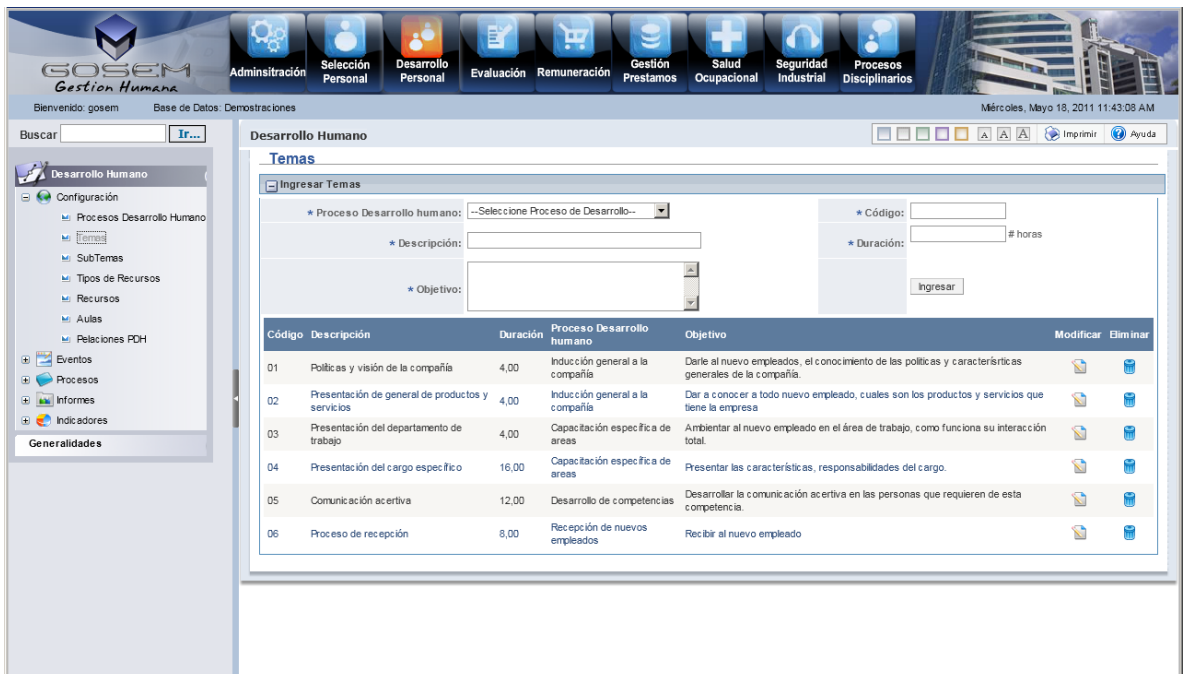 GOSEM
Gestion Humana
Adminsitración
Selección
Personal
Desarrollo
Personal
Evaluación
Remuneración
Gestión
Prestamos
Salud
Ocupacional
Seguridad
Industrial
Procesos
Disciplinarios
Bienvenido: gosem Base de Datos: Demostraciones Miércoles, Mayo 18, 2011 11:43:08 AM
Buscar Ir...
Desarrollo Humano
Configuración
Procesos Desarrollo Humano
Temas
SubTemas
Tipos de Recursos
Recursos
Aulas
Relaciones PDH
Eventos
Procesos
Informes
Indicadores
Generalidades
Desarrollo Humano A A A Imprimir Ayuda
Temas
Ingresar Temas
* Proceso Desarrollo humano: --Seleccione Proceso de Desarrollo-- * Código:
* Descripción: * Duración: # horas
* Objetivo: Ingresar
Código Descripción Duración Proceso Desarrollo humano Objetivo Modificar Eliminar
01 Políticas y visión de la compañía 4,00 Inducción general a la compañía Darle al nuevo empleados, el conocimiento de las politicas y caracterírticas generales de la compañía.
02 Presentación de general de productos y servicios 4,00 Inducción general a la compañía Dar a conocer a todo nuevo empleado, cuales son los productos y servicios que tiene la empresa
03 Presentación del departamento de trabajo 4,00 Capacitación específica de areas Ambientar al nuevo empleado en el área de trabajo, como funciona su interacción total.
04 Presentación del cargo específico 16,00 Capacitación específica de areas Presentar las características, responsabilidades del cargo.
05 Comunicación acertiva 12,00 Desarrollo de competencias Desarrollar la comunicación acertiva en las personas que requieren de esta competencia.
06 Proceso de recepción 8,00 Recepción de nuevos empleados Recibir al nuevo empleado